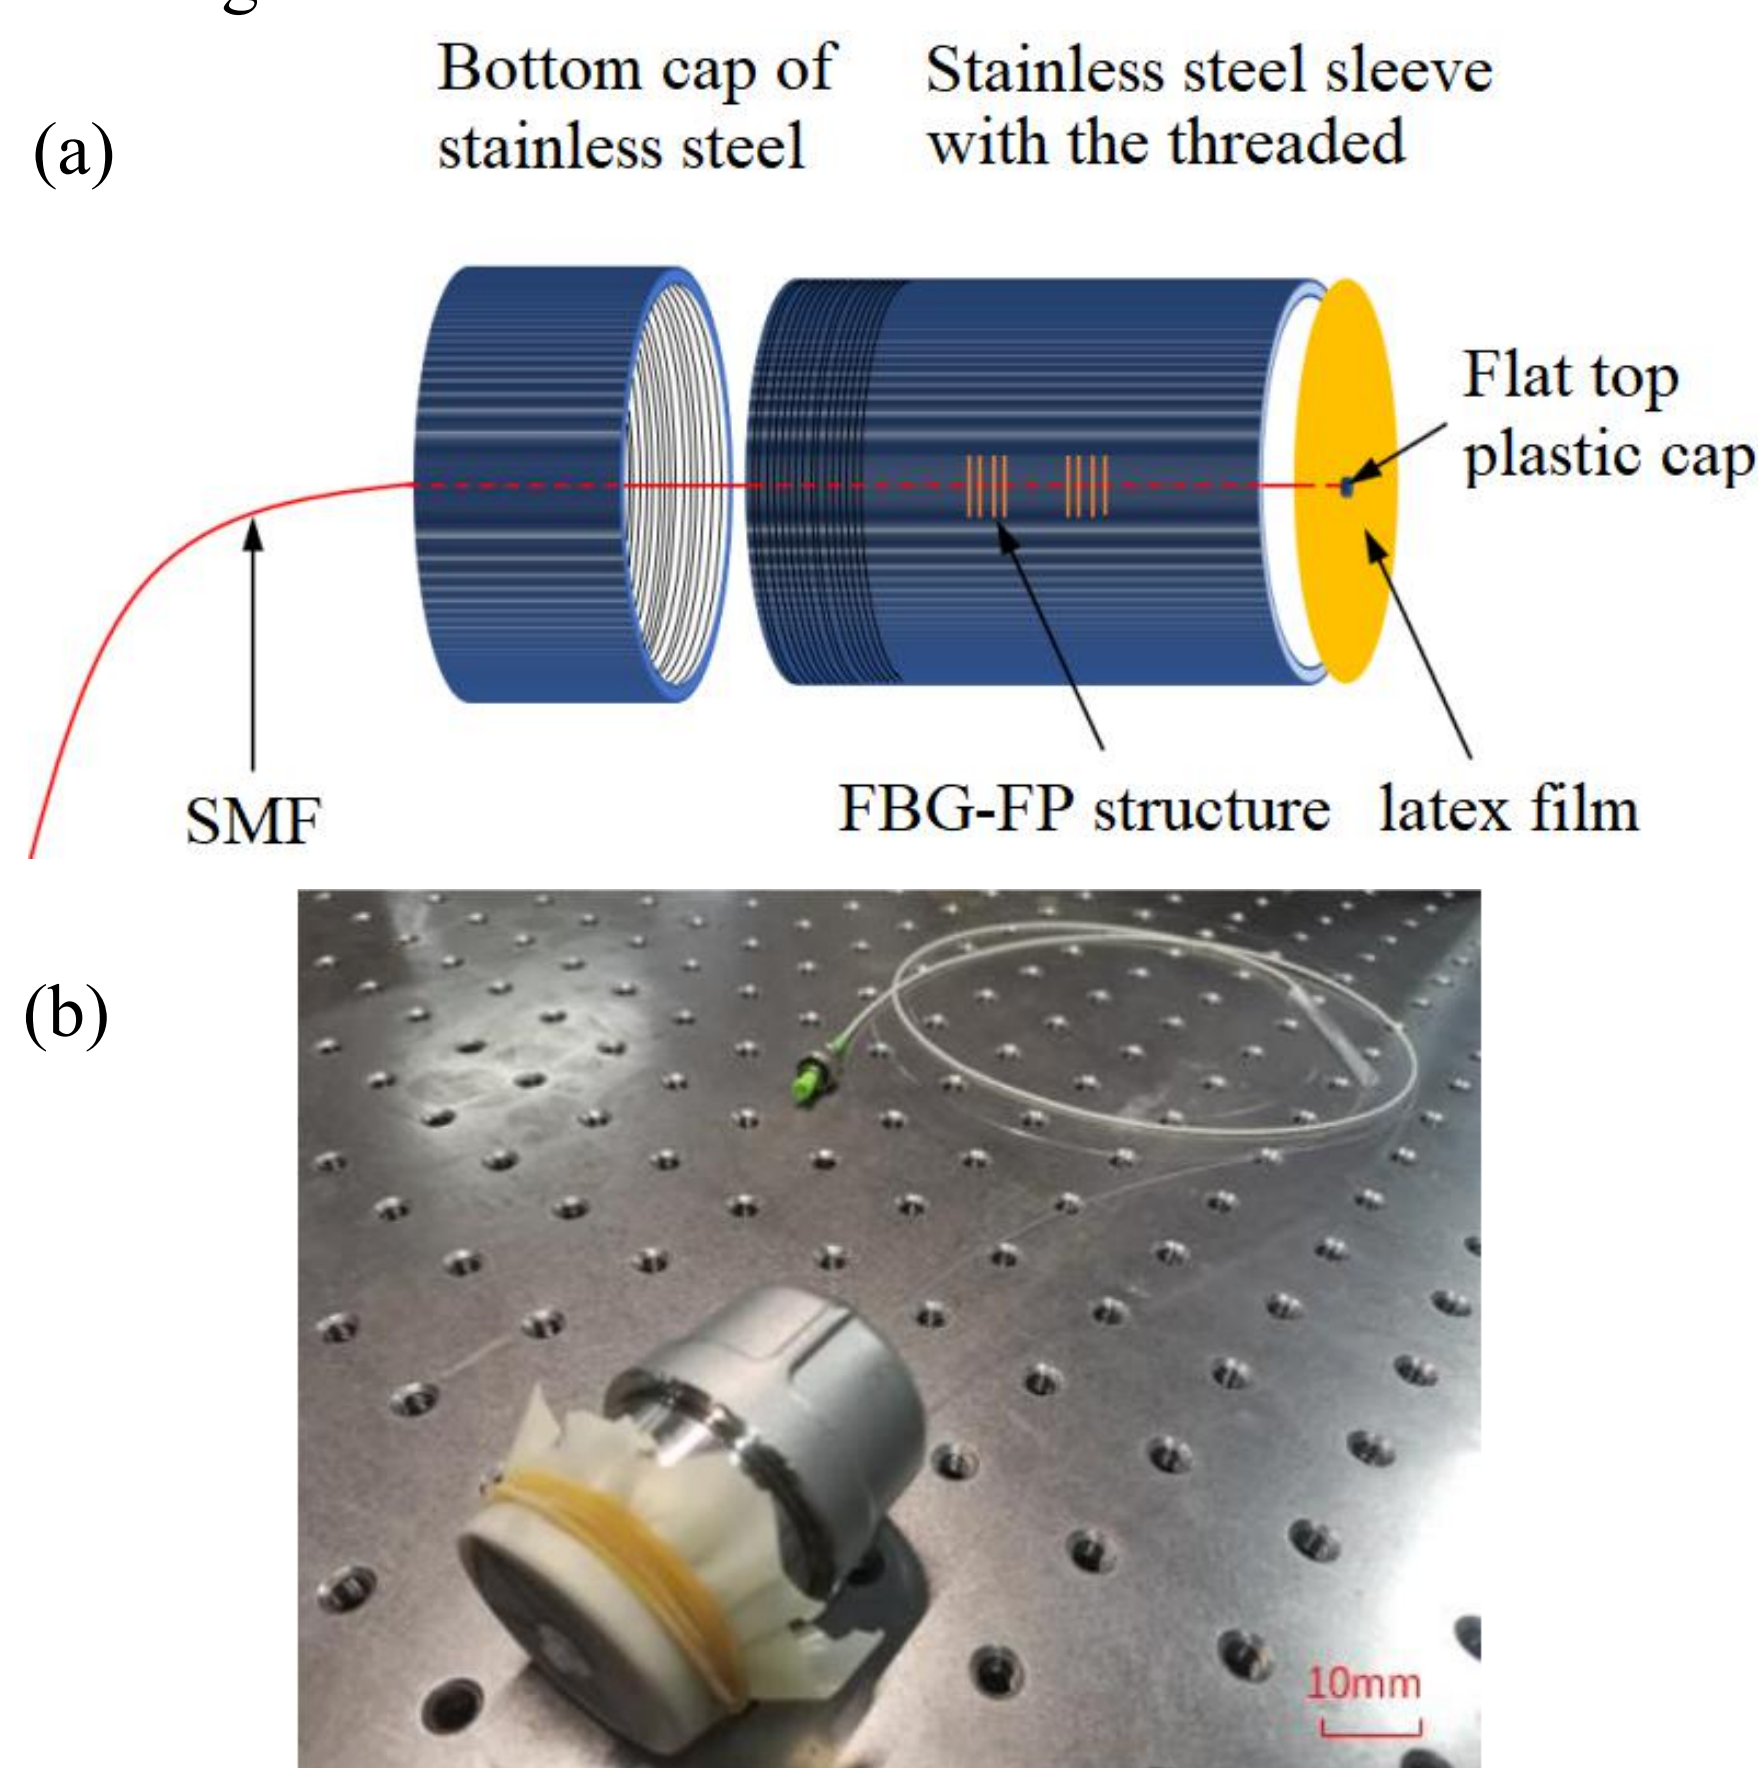 (a)
Bottom cap of
stainless steel
Stainless steel sleeve
with the threaded
Flat top
plastic cap
SMF
FBG-FP structure
latex film
(b)
10mm